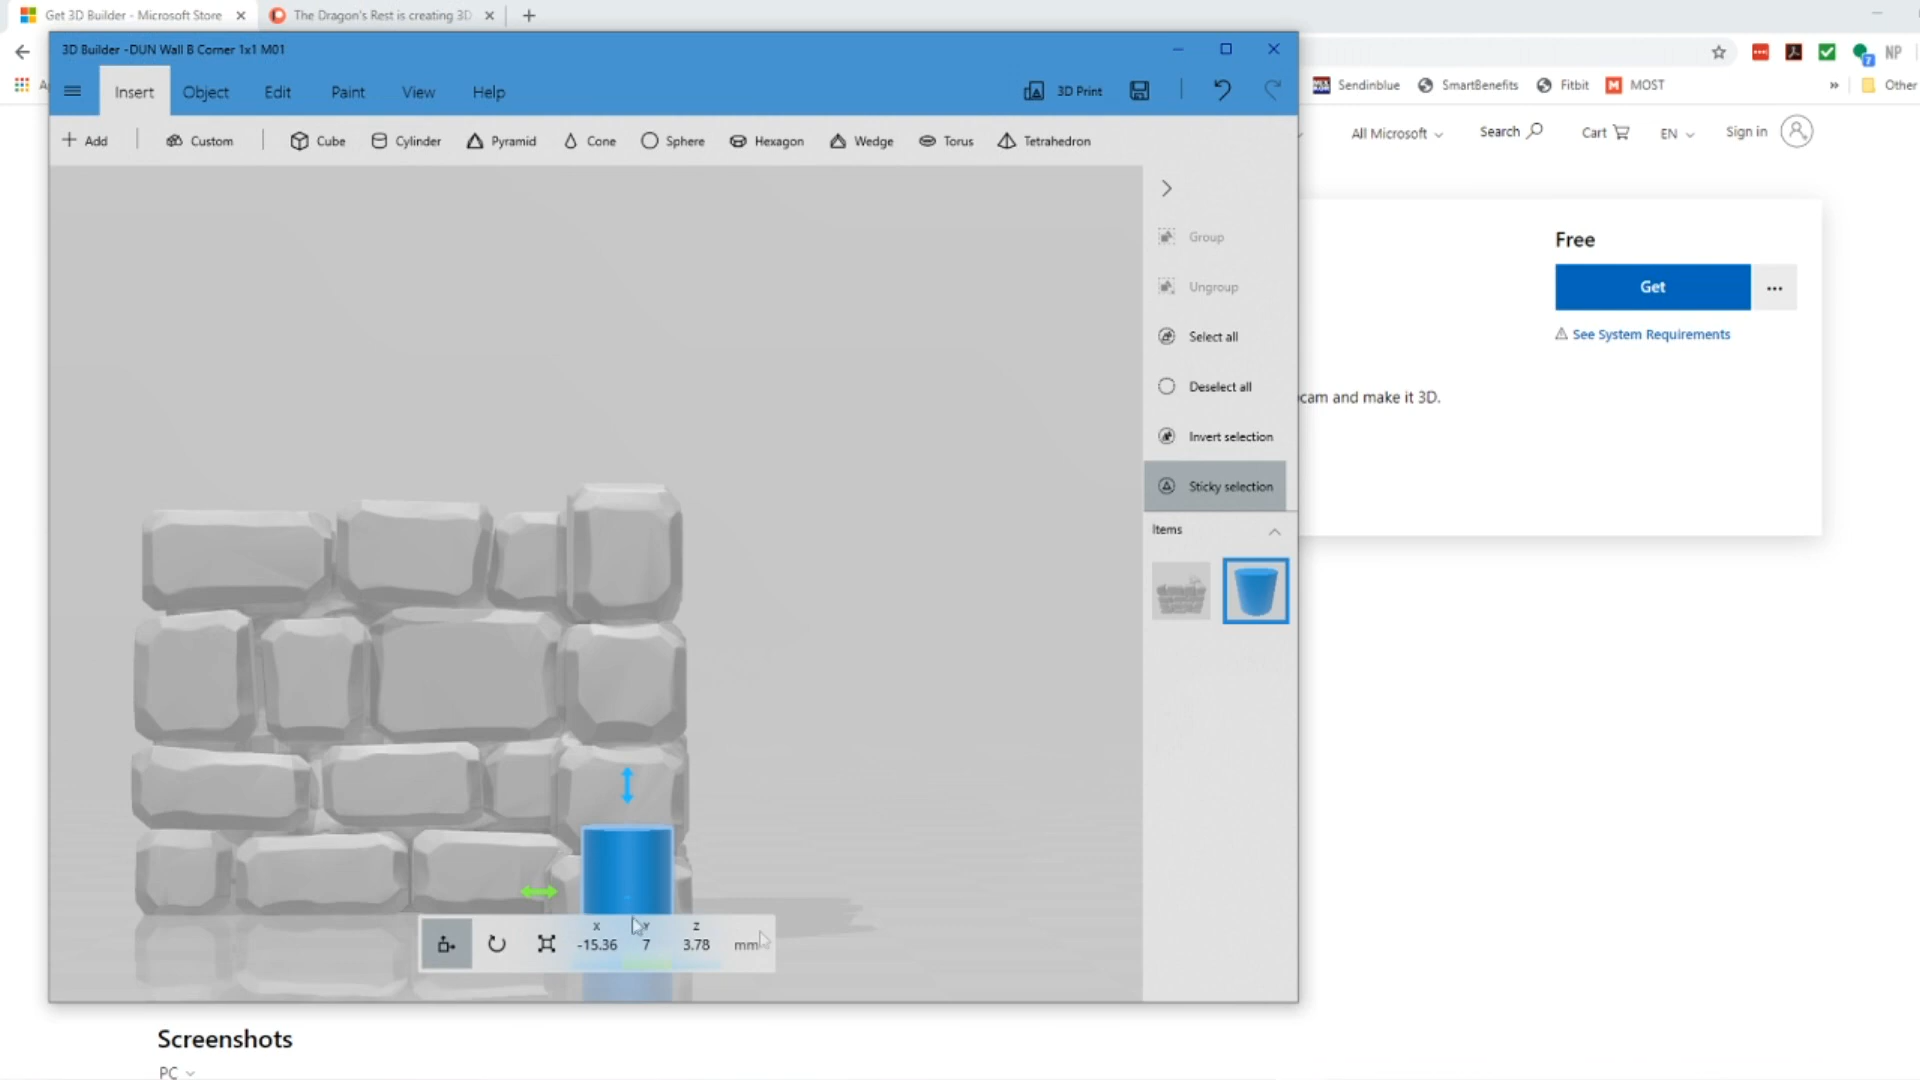 Get 3D Builder - Microsoft Store
The Dragon's Rest is creating 3D
3D Builder -DUN Wall B Corner 1x1 M01
NP
Insert
Object
Edit
Paint
View
Help
3D Print
Sendinblue
SmartBenefits
Fitbit
MOST
Other
Add
Custom
Cube
Cylinder
Pyramid
Cone
Sphere
Hexagon
Wedge
Torus
Tetrahedron
All Microsoft
Search
Cart
EN
Sign in
Group
Ungroup
Select all
Deselect all
Invert selection
Sticky selection
Items
Free
Get
See System Requirements
cam and make it 3D.
X Y Z
-15.36 7 3.78 mm
Screenshots
PC